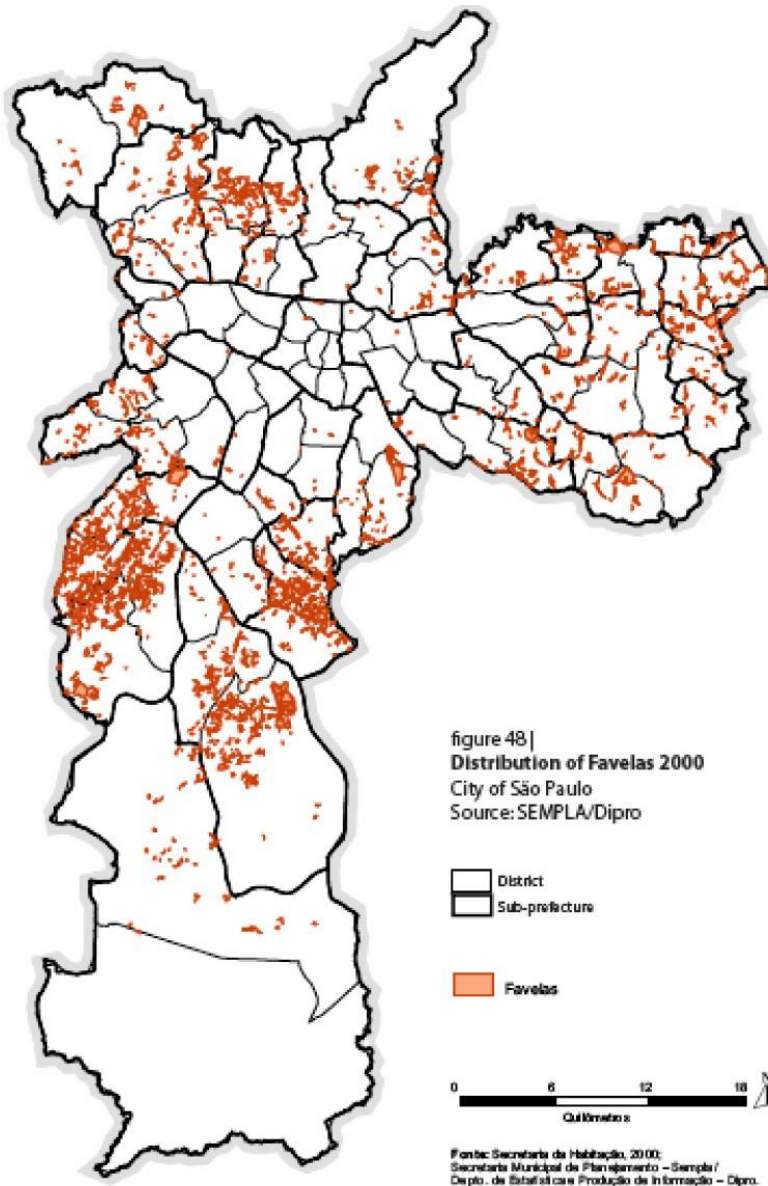 figure 48 |
Distribution of Favelas 2000
City of São Paulo
Source: SEMPLA/Dipro
District
Sub-prefecture
Favelas
0 6 12 18
Quilômetros
N
Fonte: Secretaria da Habitação, 2000;
Secretaria Municipal de Planejamento – Sempla/
Depto. de Estatística e Produção de Informação – Dipro.